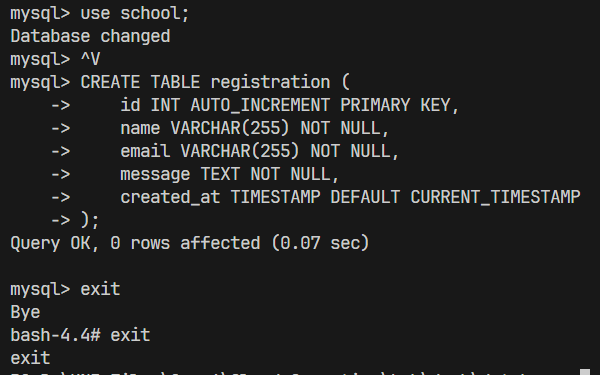 mysql> use school;
Database changed
mysql> ^V
mysql> CREATE TABLE registration (
    ->     id INT AUTO_INCREMENT PRIMARY KEY,
    ->     name VARCHAR(255) NOT NULL,
    ->     email VARCHAR(255) NOT NULL,
    ->     message TEXT NOT NULL,
    ->     created_at TIMESTAMP DEFAULT CURRENT_TIMESTAMP
    -> );
Query OK, 0 rows affected (0.07 sec)
mysql> exit
Bye
bash-4.4# exit
exit